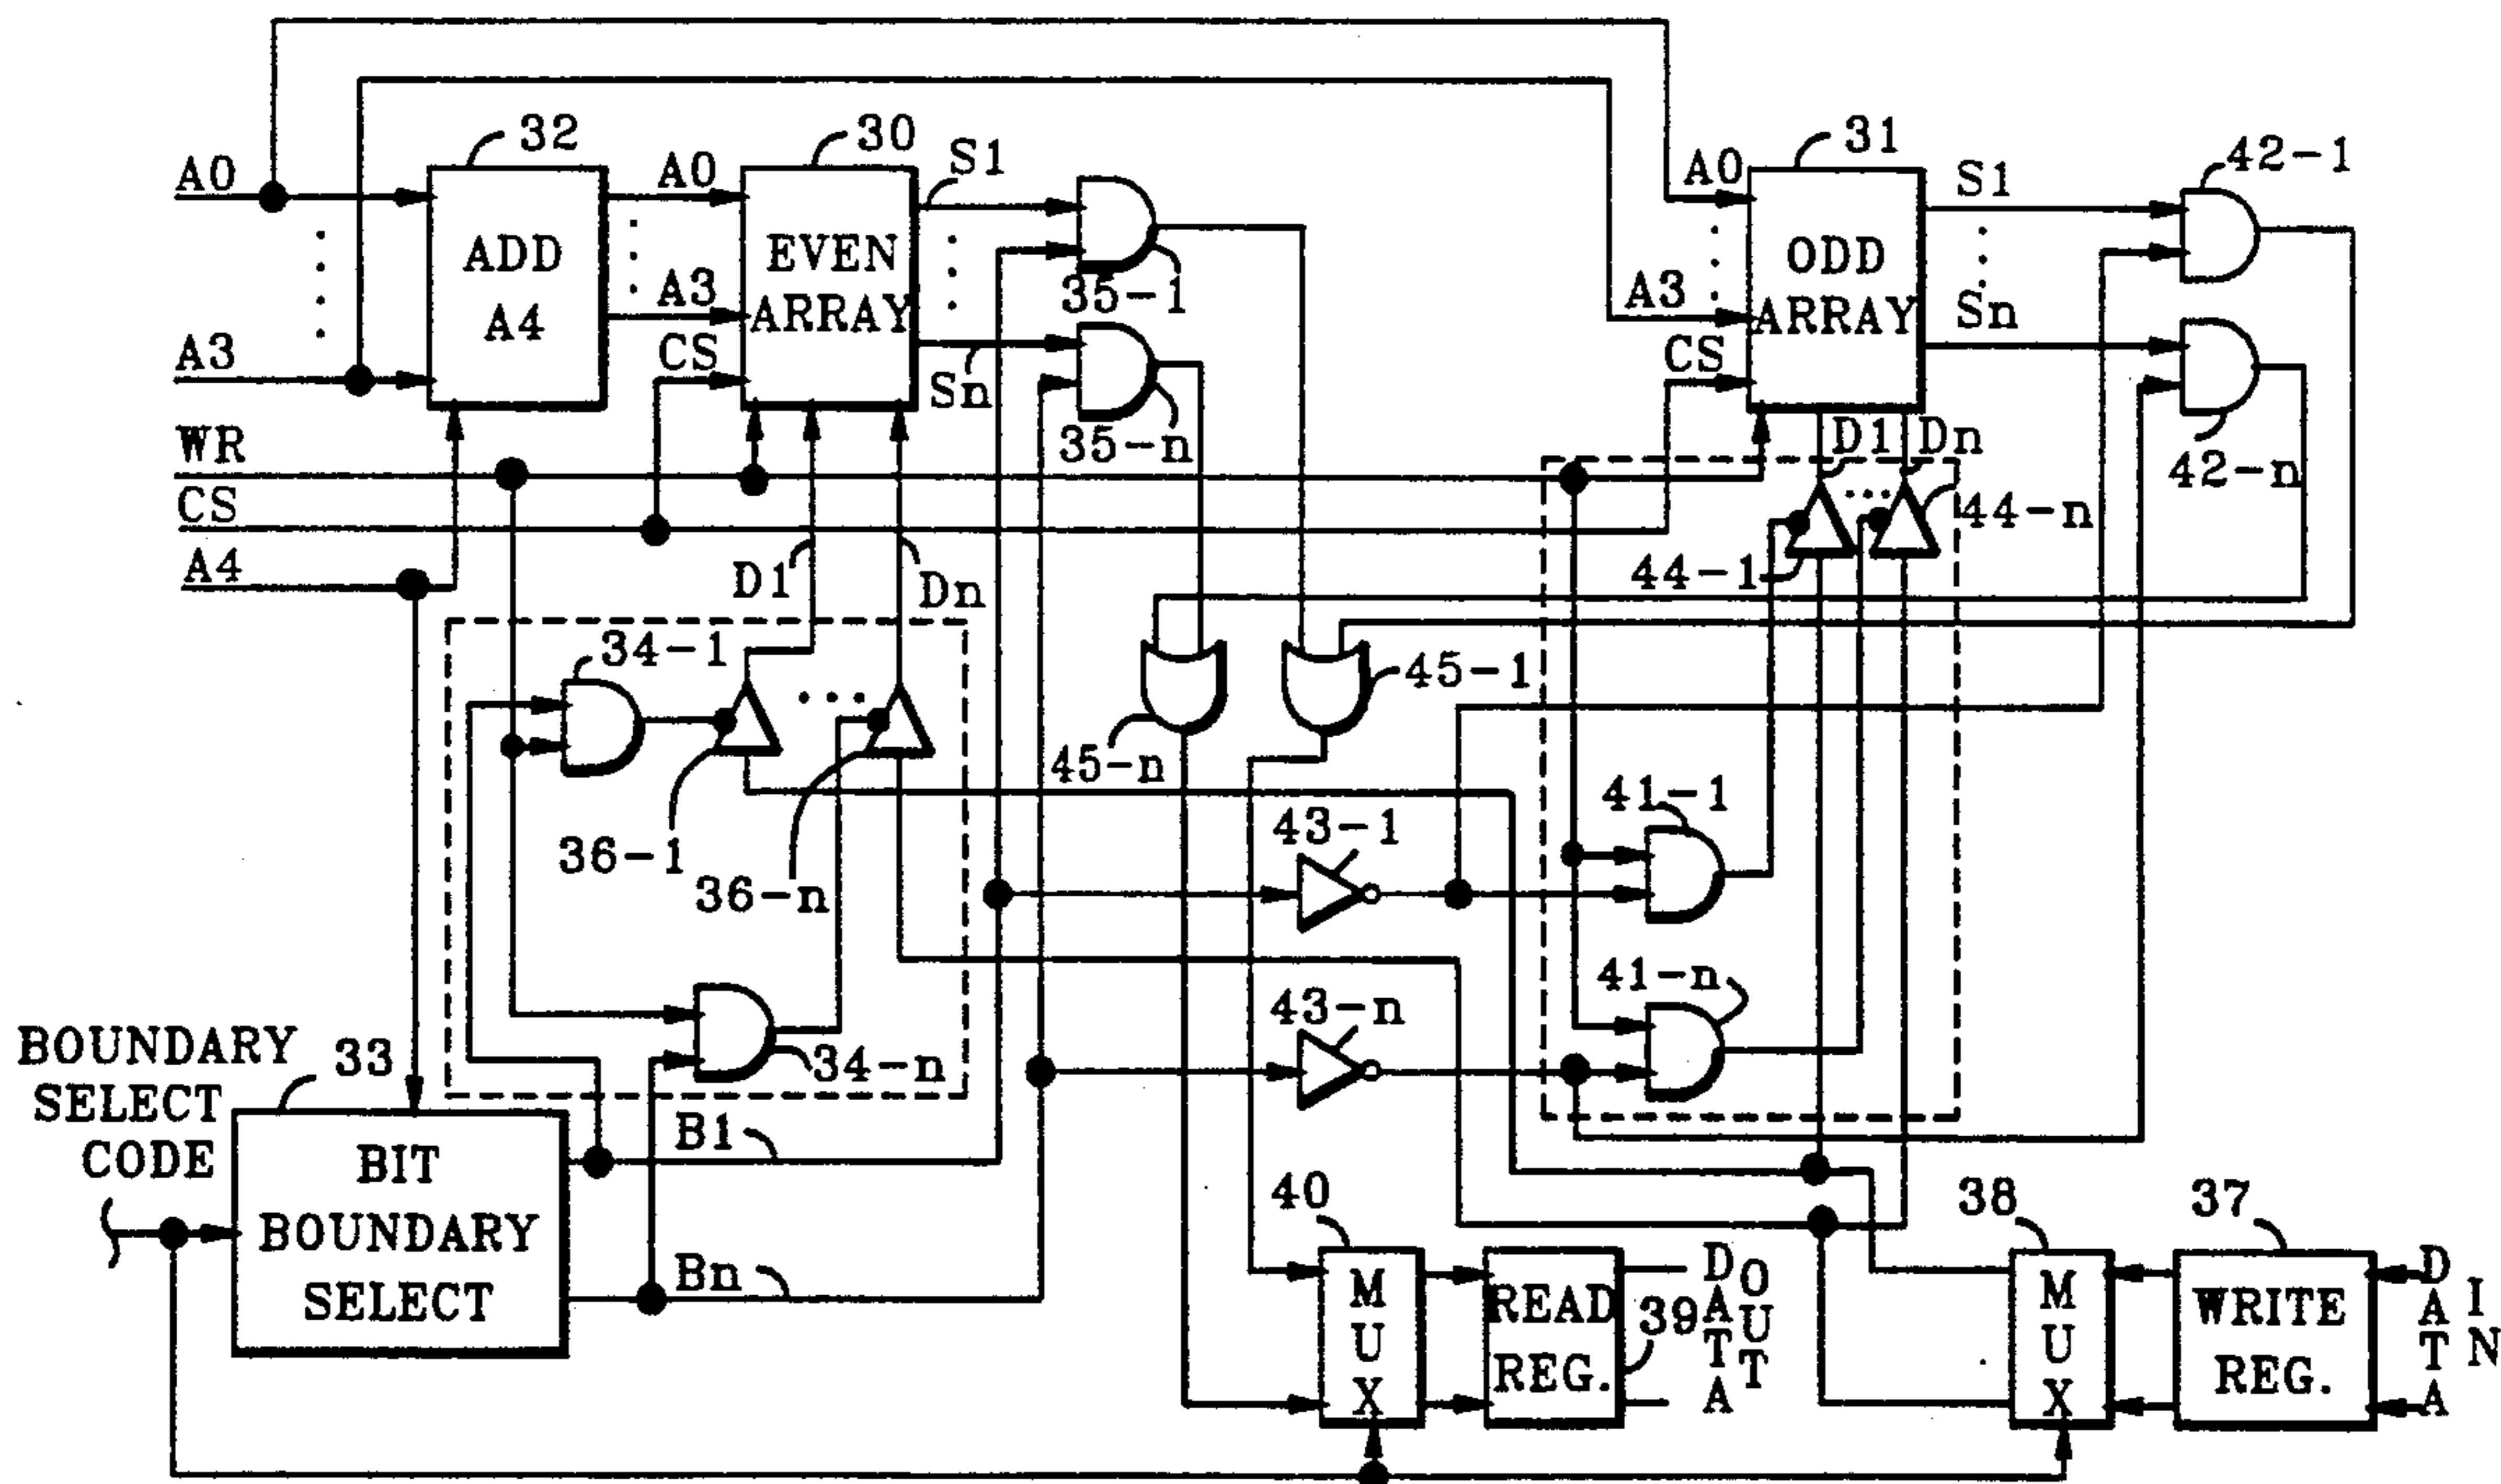 32
30
S1
31
42-1
A0
A0
A0
S1
ADD
A4
EVEN
ARRAY
35-1
ODD
ARRAY
A3
A3
A3
Sn
CS
CS
Sn
WR
35-n
D1
Dn
42-n
CS
44-n
A4
D1
Dn
44-1
34-1
45-1
45-n
36-1
36-n
43-1
41-1
41-n
43-n
34-n
BOUNDARY
SELECT
CODE
33
B1
BIT
BOUNDARY
SELECT
Bn
40
38
37
MUX
READ
REG.
39
DATA
OUT
MUX
WRITE
REG.
DATA
IN